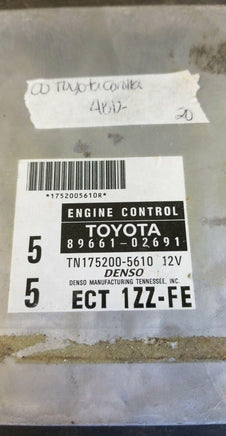 00 Toyota Corolla
20
*1752005610R*
ENGINE CONTROL
TOYOTA
89661-02691
5 TN175200-5610 12V
DENSO
DENSO MANUFACTURING TENNESSEE, INC.
5 ECT 1ZZ-FE